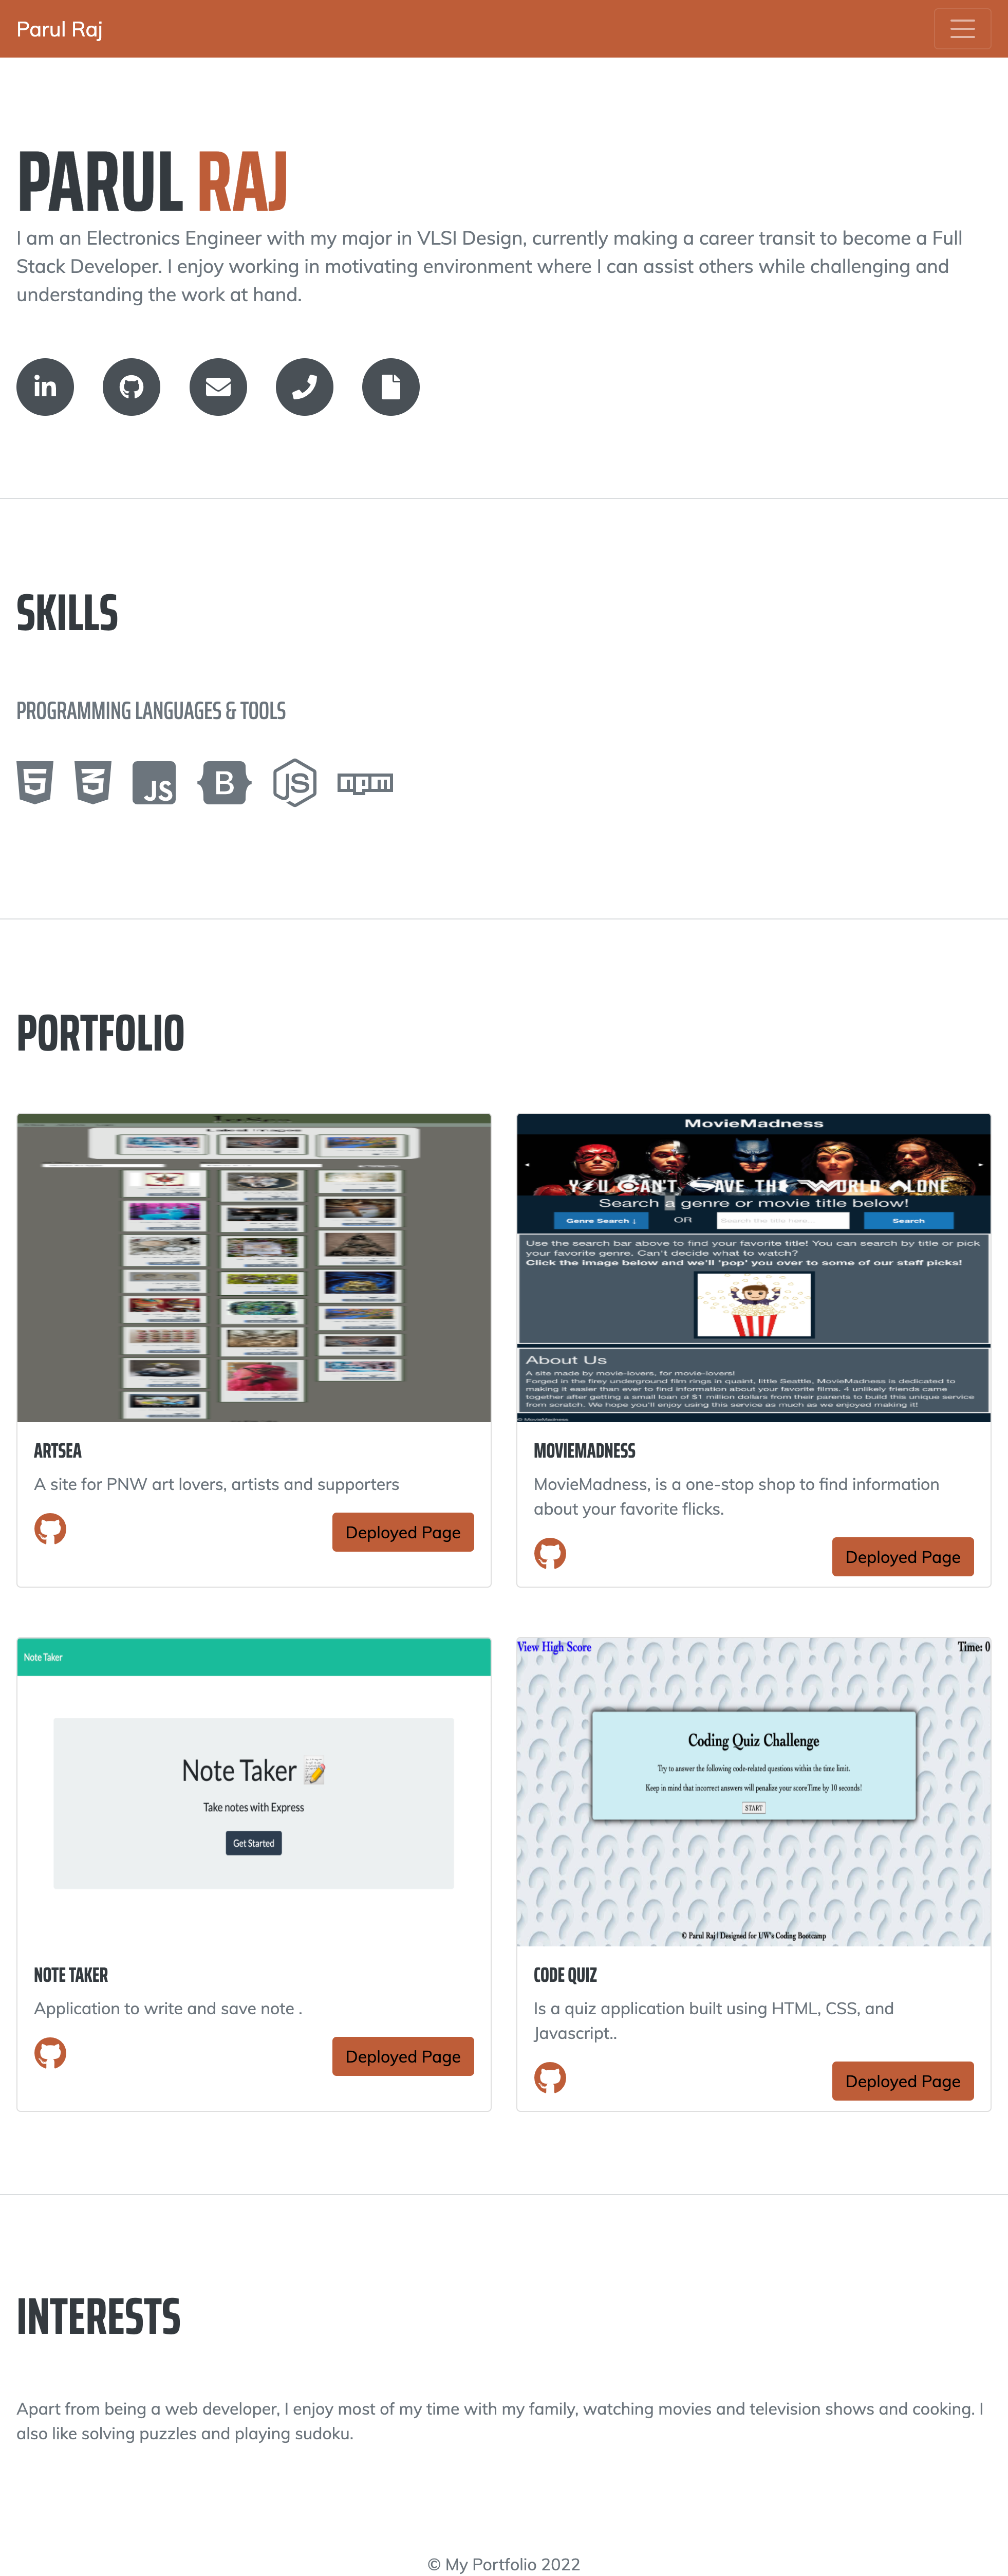 Parul Raj
PARUL RAJ
I am an Electronics Engineer with my major in VLSI Design, currently making a career transit to become a Full
Stack Developer. I enjoy working in motivating environment where I can assist others while challenging and
understanding the work at hand.
in
SKILLS
PROGRAMMING LANGUAGES & TOOLS
5 3 JS B JS npm
PORTFOLIO
Latest Images
ARTSEA
A site for PNW art lovers, artists and supporters
Deployed Page
MovieMadness
YOU CAN'T SAVE THE WORLD ALONE
Search a genre or movie title below!
Genre Search ↓ OR Search the title here... Search
Use the search bar above to find your favorite title! You can search by title or pick
your favorite genre. Can't decide what to watch?
Click the image below and we'll 'pop' you over to some of our staff picks!
About Us
A site made by movie-lovers, for movie-lovers!
Forged in the firey underground film rings in quaint, little Seattle, MovieMadness is dedicated to
making it easier than ever to find information about your favorite films. 4 unlikely friends came
together after getting a small loan of $1 million dollars from their parents to build this unique service
from scratch. We hope you'll enjoy using this service as much as we enjoyed making it!
© MovieMadness
MOVIEMADNESS
MovieMadness, is a one-stop shop to find information
about your favorite flicks.
Deployed Page
Note Taker
Note Taker
Take notes with Express
Get Started
NOTE TAKER
Application to write and save note .
Deployed Page
View High Score Time: 0
Coding Quiz Challenge
Try to answer the following code-related questions within the time limit.
Keep in mind that incorrect answers will penalize your scoreTime by 10 seconds!
START
© Parul Raj | Designed for UW's Coding Bootcamp
CODE QUIZ
Is a quiz application built using HTML, CSS, and
Javascript..
Deployed Page
INTERESTS
Apart from being a web developer, I enjoy most of my time with my family, watching movies and television shows and cooking. I
also like solving puzzles and playing sudoku.
© My Portfolio 2022